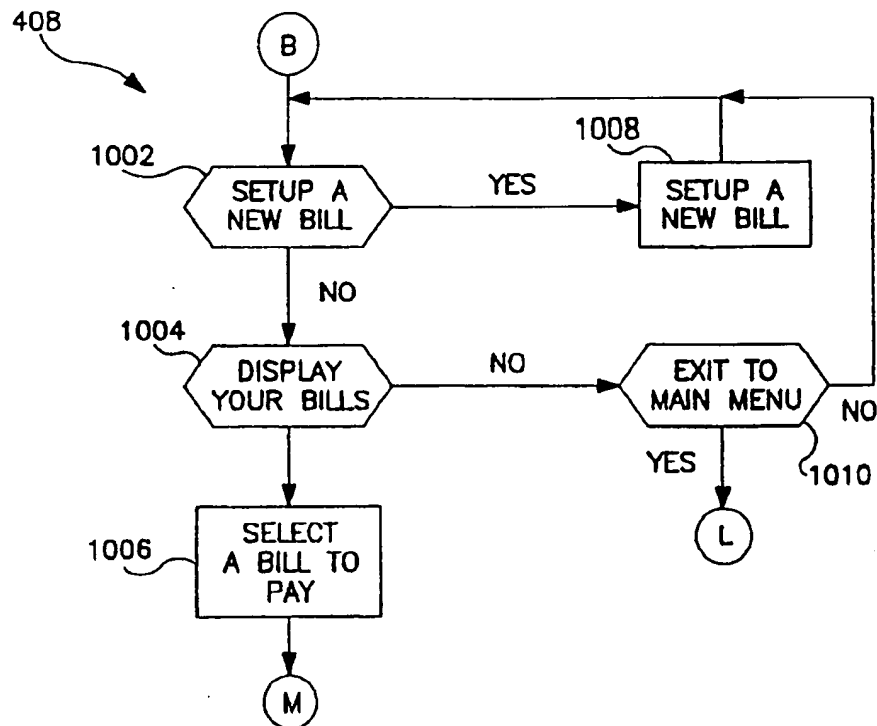 408
B
1002
SETUP A
NEW BILL
YES
1008
SETUP A
NEW BILL
NO
1004
DISPLAY
YOUR BILLS
NO
EXIT TO
MAIN MENU
NO
1010
YES
L
1006
SELECT
A BILL TO
PAY
M